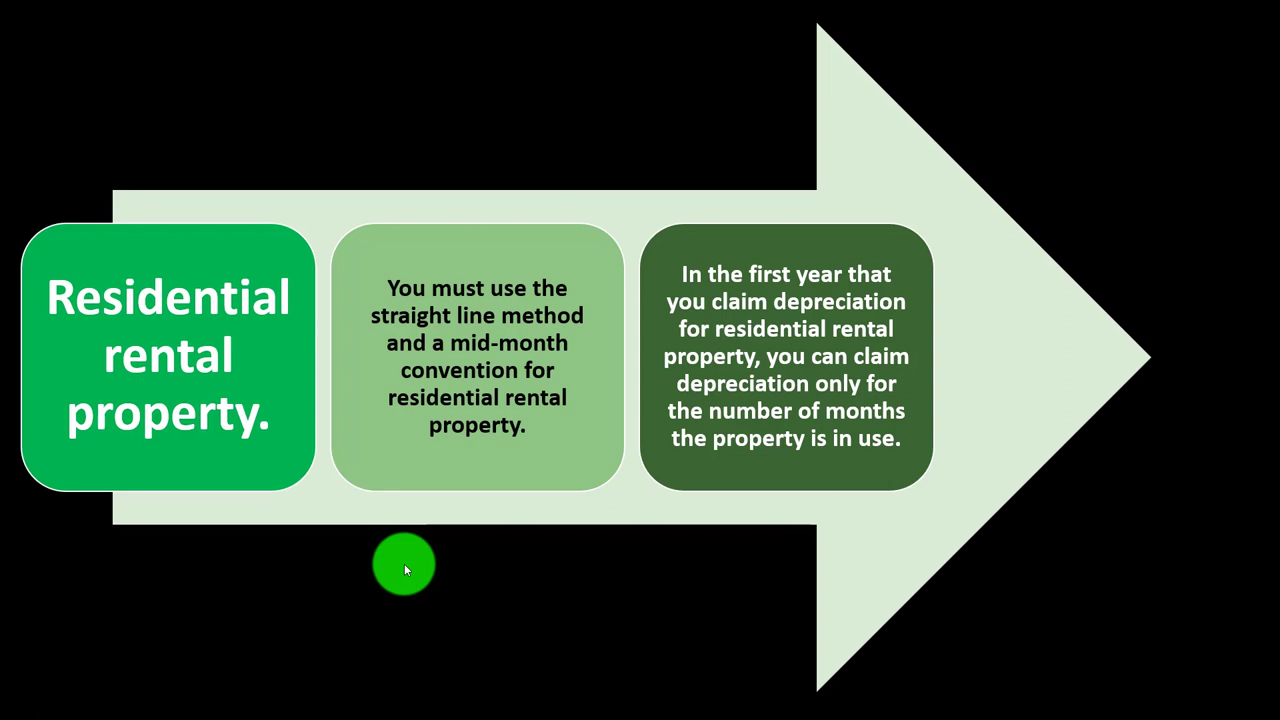 Residential
rental
property.
You must use the
straight line method
and a mid-month
convention for
residential rental
property.
In the first year that
you claim depreciation
for residential rental
property, you can claim
depreciation only for
the number of months
the property is in use.